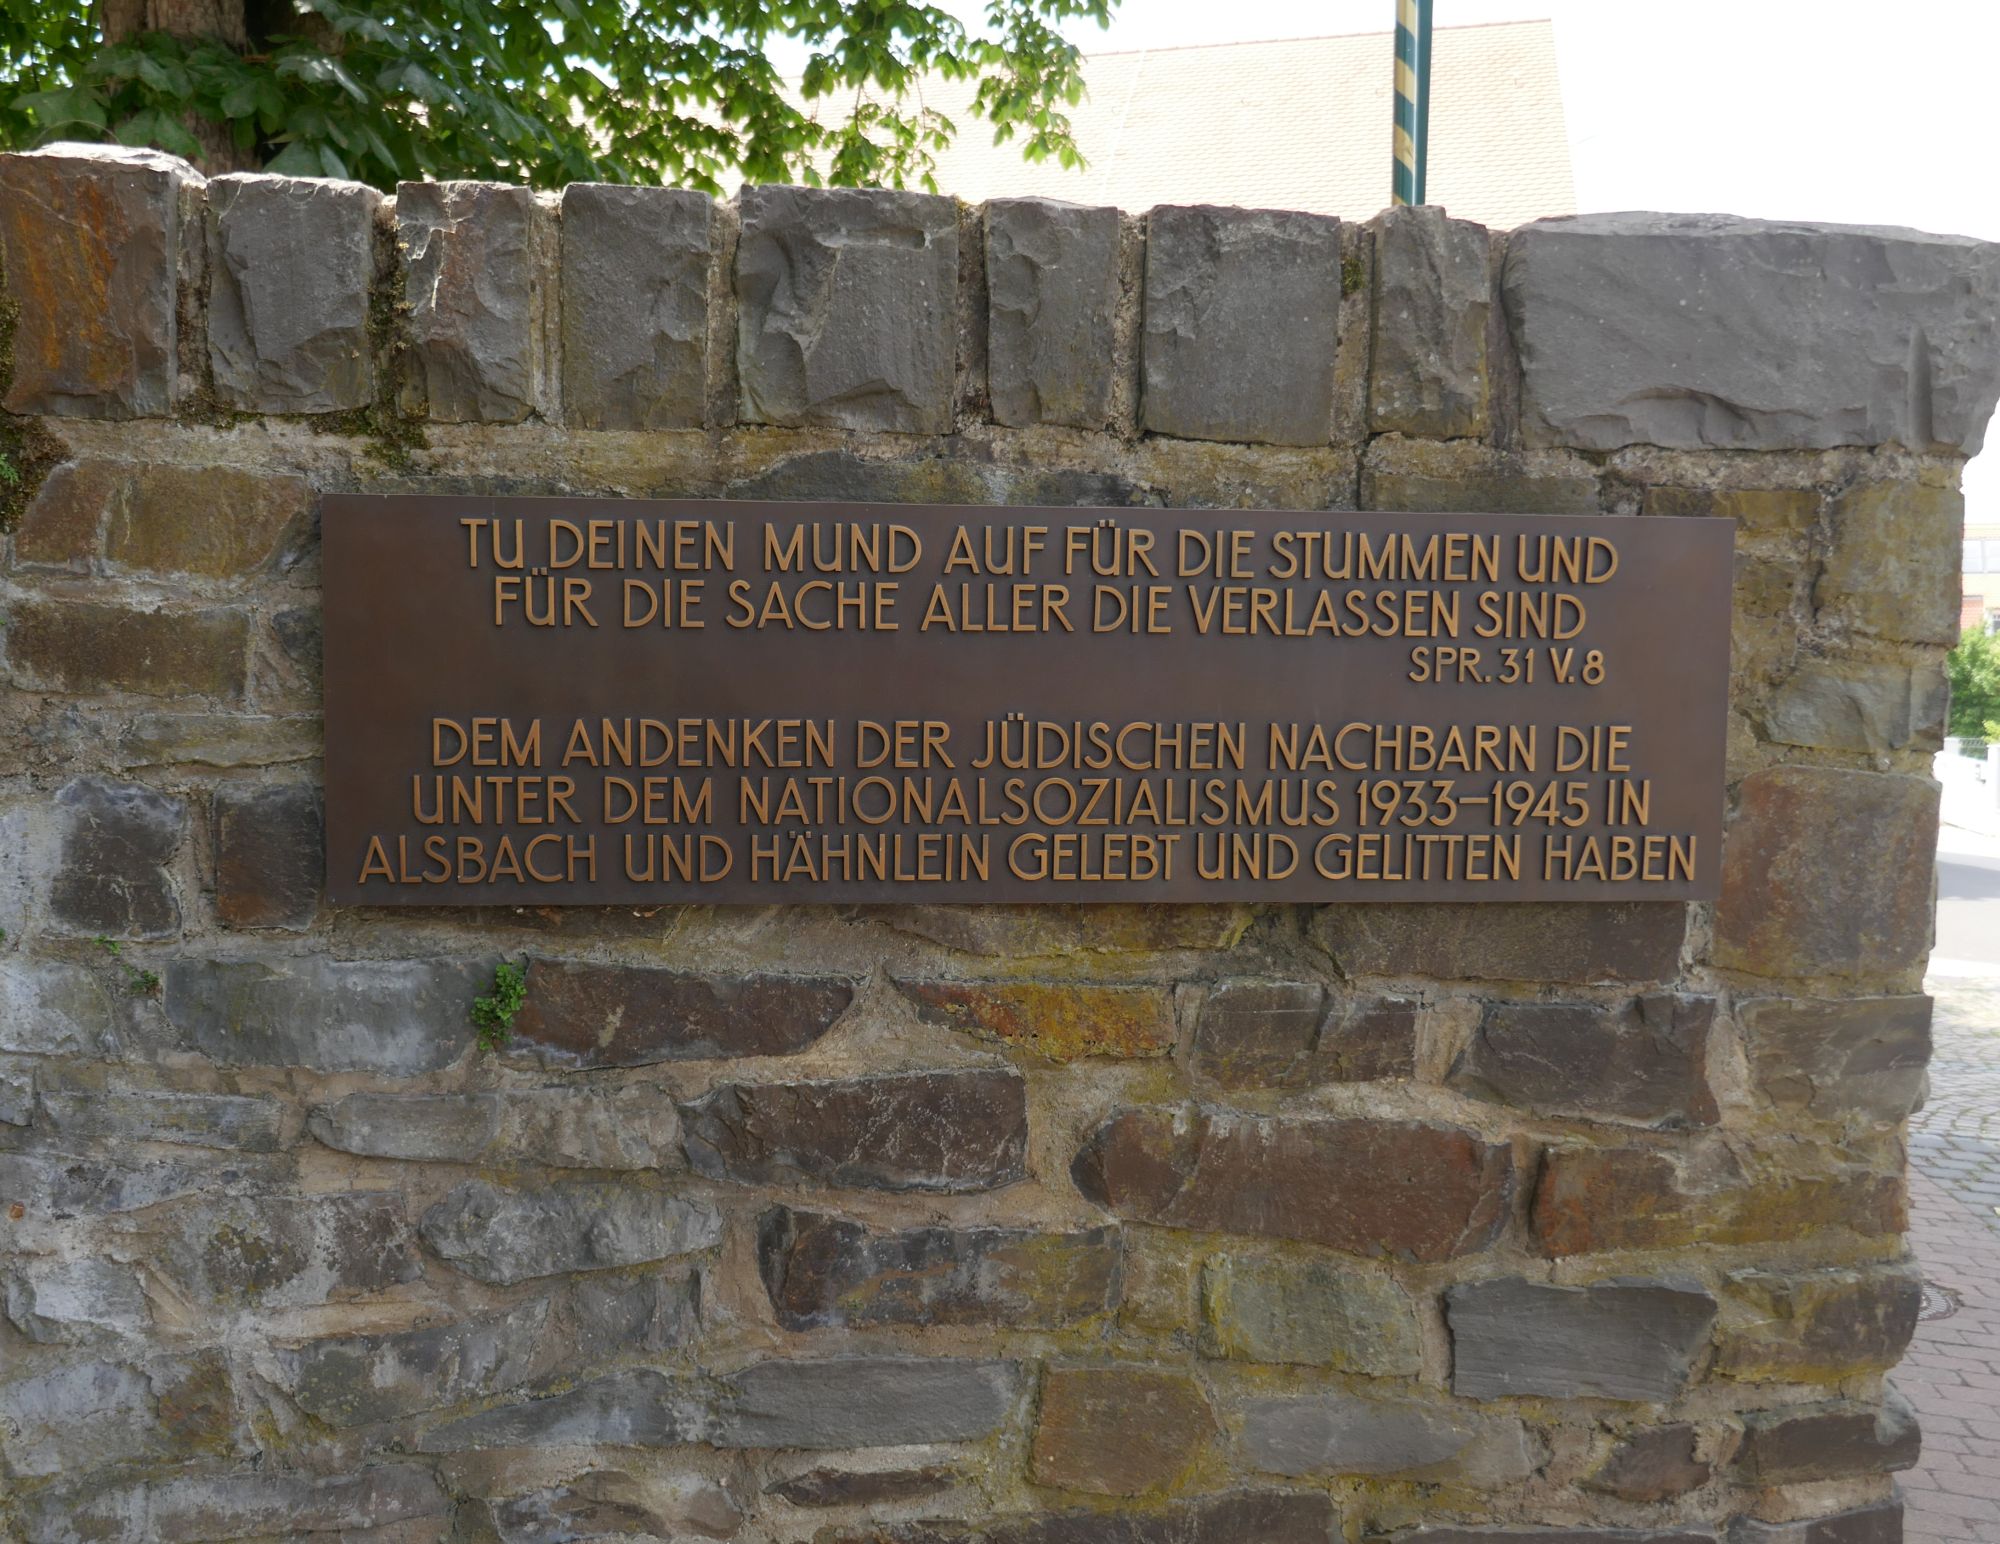 TU DEINEN MUND AUF FÜR DIE STUMMEN UND
FÜR DIE SACHE ALLER DIE VERLASSEN SIND
SPR. 31 V. 8
DEM ANDENKEN DER JÜDISCHEN NACHBARN DIE
UNTER DEM NATIONALSOZIALISMUS 1933–1945 IN
ALSBACH UND HÄHNLEIN GELEBT UND GELITTEN HABEN